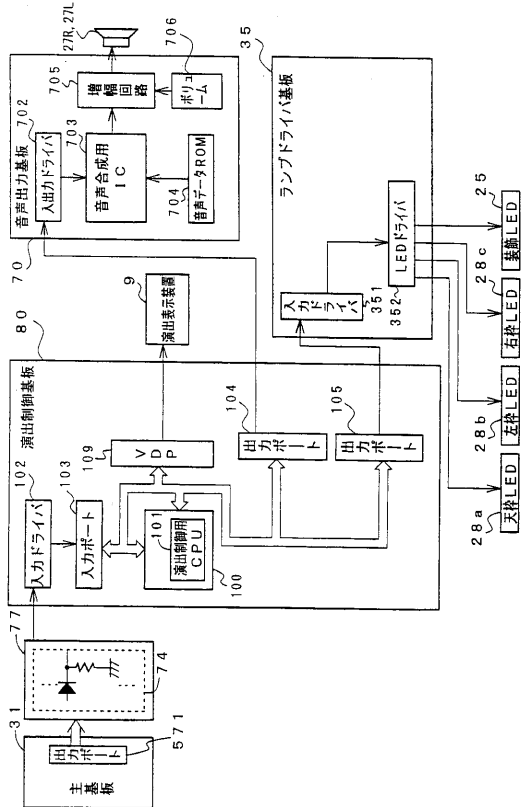 27R, 27L
音声出力基板
70
702
入出力ドライバ
703
音声合成用
IC
704
音声データROM
705
増幅
回路
706
ボリュ
ーム
35
ランプドライバ基板
351
入力ドライバ
352
LEDドライバ
9
演出表示装置
80
演出制御基板
102
入力ドライバ
103
入力ポート
109
VDP
101
演出制御用
CPU
100
104
出力ポート
105
出力ポート
77
74
31
主基板
出力ポート
571
28a
天枠LED
28b
左枠LED
28c
右枠LED
25
装飾LED